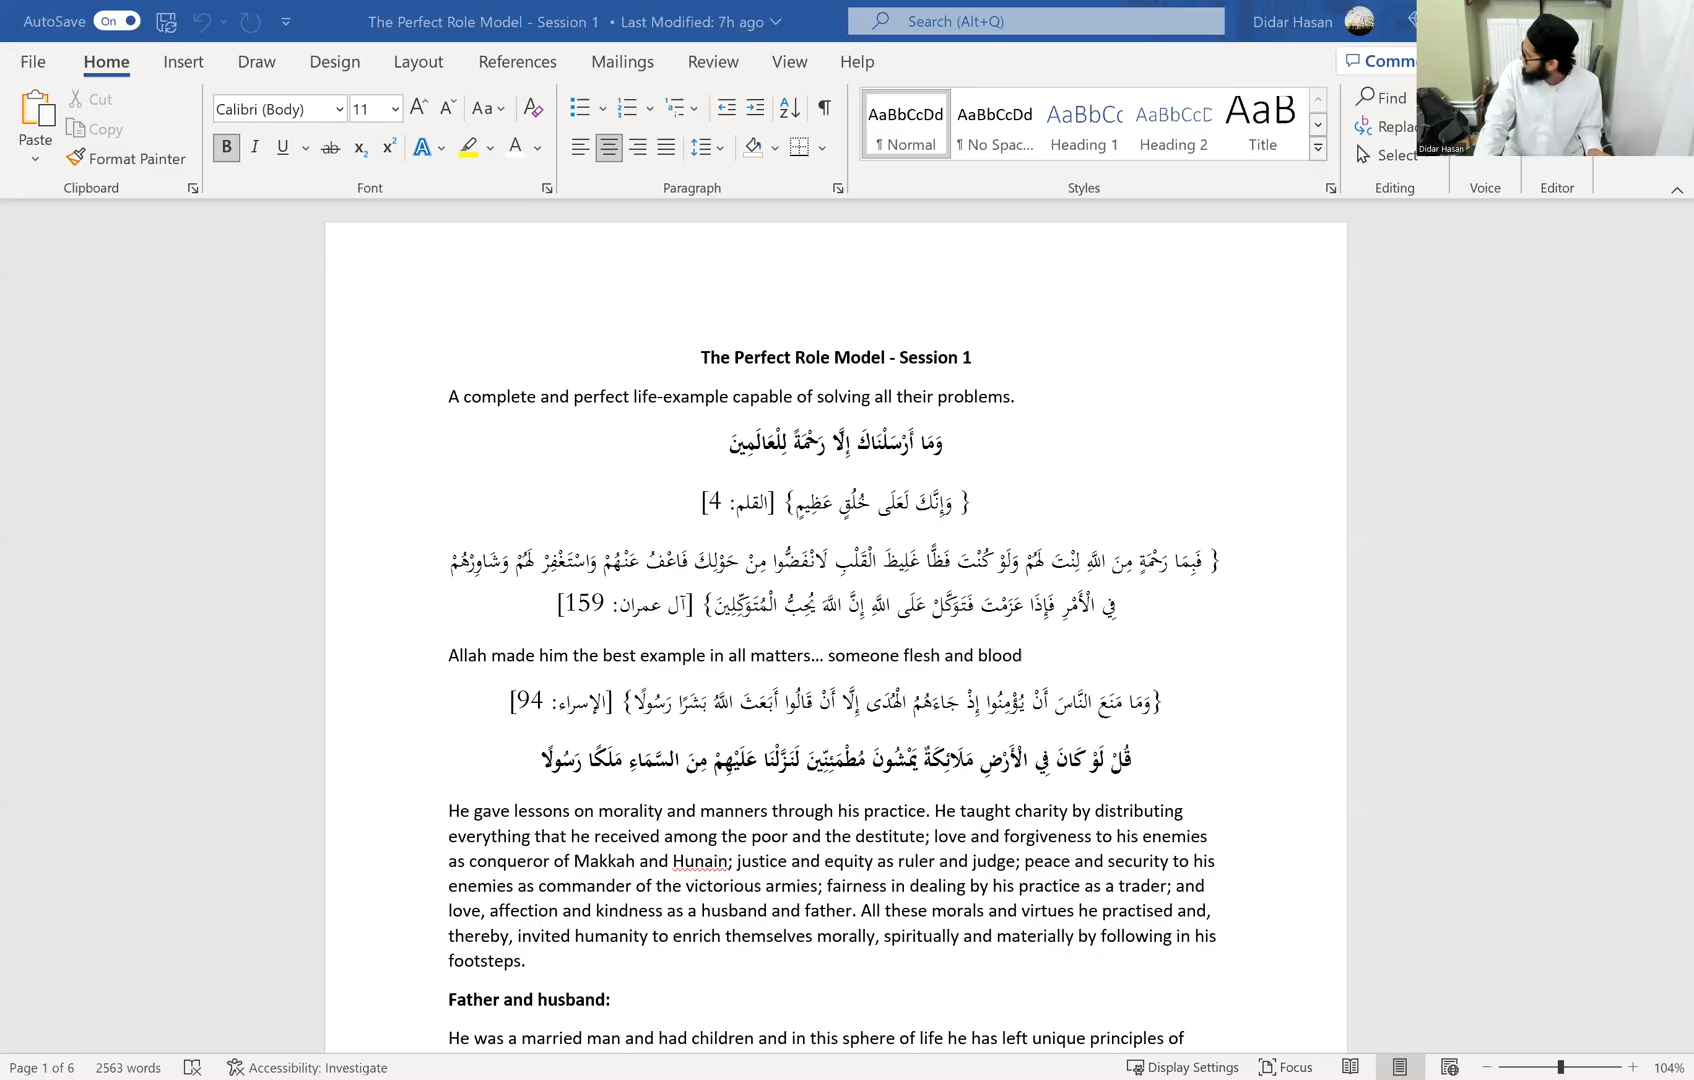 AutoSave On The Perfect Role Model - Session 1 • Last Modified: 7h ago Search (Alt+Q) Didar Hasan
File Home Insert Draw Design Layout References Mailings Review View Help
Paste
Cut
Copy
Format Painter
Clipboard
Calibri (Body) 11 Aa
B I U ab x₂ x² A A
Font
Paragraph
AaBbCcDd AaBbCcDd AaBbCc AaBbCcD AaB
¶ Normal ¶ No Spac... Heading 1 Heading 2 Title
Styles
Find
Editing
Voice
Editor
Didar Hasan
The Perfect Role Model - Session 1
A complete and perfect life-example capable of solving all their problems.
وَمَا أَرْسَلْنَاكَ إِلَّا رَحْمَةً لِلْعَالَمِينَ
{ وَإِنَّكَ لَعَلَى خُلُقٍ عَظِيمٍ} [القلم: 4]
{ فَبِمَا رَحْمَةٍ مِنَ اللَّهِ لِنْتَ لَهُمْ وَلَوْ كُنْتَ فَظًّا غَلِيظَ الْقَلْبِ لَانْفَضُّوا مِنْ حَوْلِكَ فَاعْفُ عَنْهُمْ وَاسْتَغْفِرْ لَهُمْ وَشَاوِرْهُمْ
فِي الْأَمْرِ فَإِذَا عَزَمْتَ فَتَوَكَّلْ عَلَى اللَّهِ إِنَّ اللَّهَ يُحِبُّ الْمُتَوَكِّلِينَ} [آل عمران: 159]
Allah made him the best example in all matters... someone flesh and blood
{وَمَا مَنَعَ النَّاسَ أَنْ يُؤْمِنُوا إِذْ جَاءَهُمُ الْهُدَى إِلَّا أَنْ قَالُوا أَبَعَثَ اللَّهُ بَشَرًا رَسُولًا} [الإسراء: 94]
قُلْ لَوْ كَانَ فِي الْأَرْضِ مَلَائِكَةٌ يَمْشُونَ مُطْمَئِنِّينَ لَنَزَّلْنَا عَلَيْهِمْ مِنَ السَّمَاءِ مَلَكًا رَسُولًا
He gave lessons on morality and manners through his practice. He taught charity by distributing
everything that he received among the poor and the destitute; love and forgiveness to his enemies
as conqueror of Makkah and Hunain; justice and equity as ruler and judge; peace and security to his
enemies as commander of the victorious armies; fairness in dealing by his practice as a trader; and
love, affection and kindness as a husband and father. All these morals and virtues he practised and,
thereby, invited humanity to enrich themselves morally, spiritually and materially by following in his
footsteps.
Father and husband:
He was a married man and had children and in this sphere of life he has left unique principles of
Page 1 of 6 2563 words Accessibility: Investigate Display Settings Focus 104%